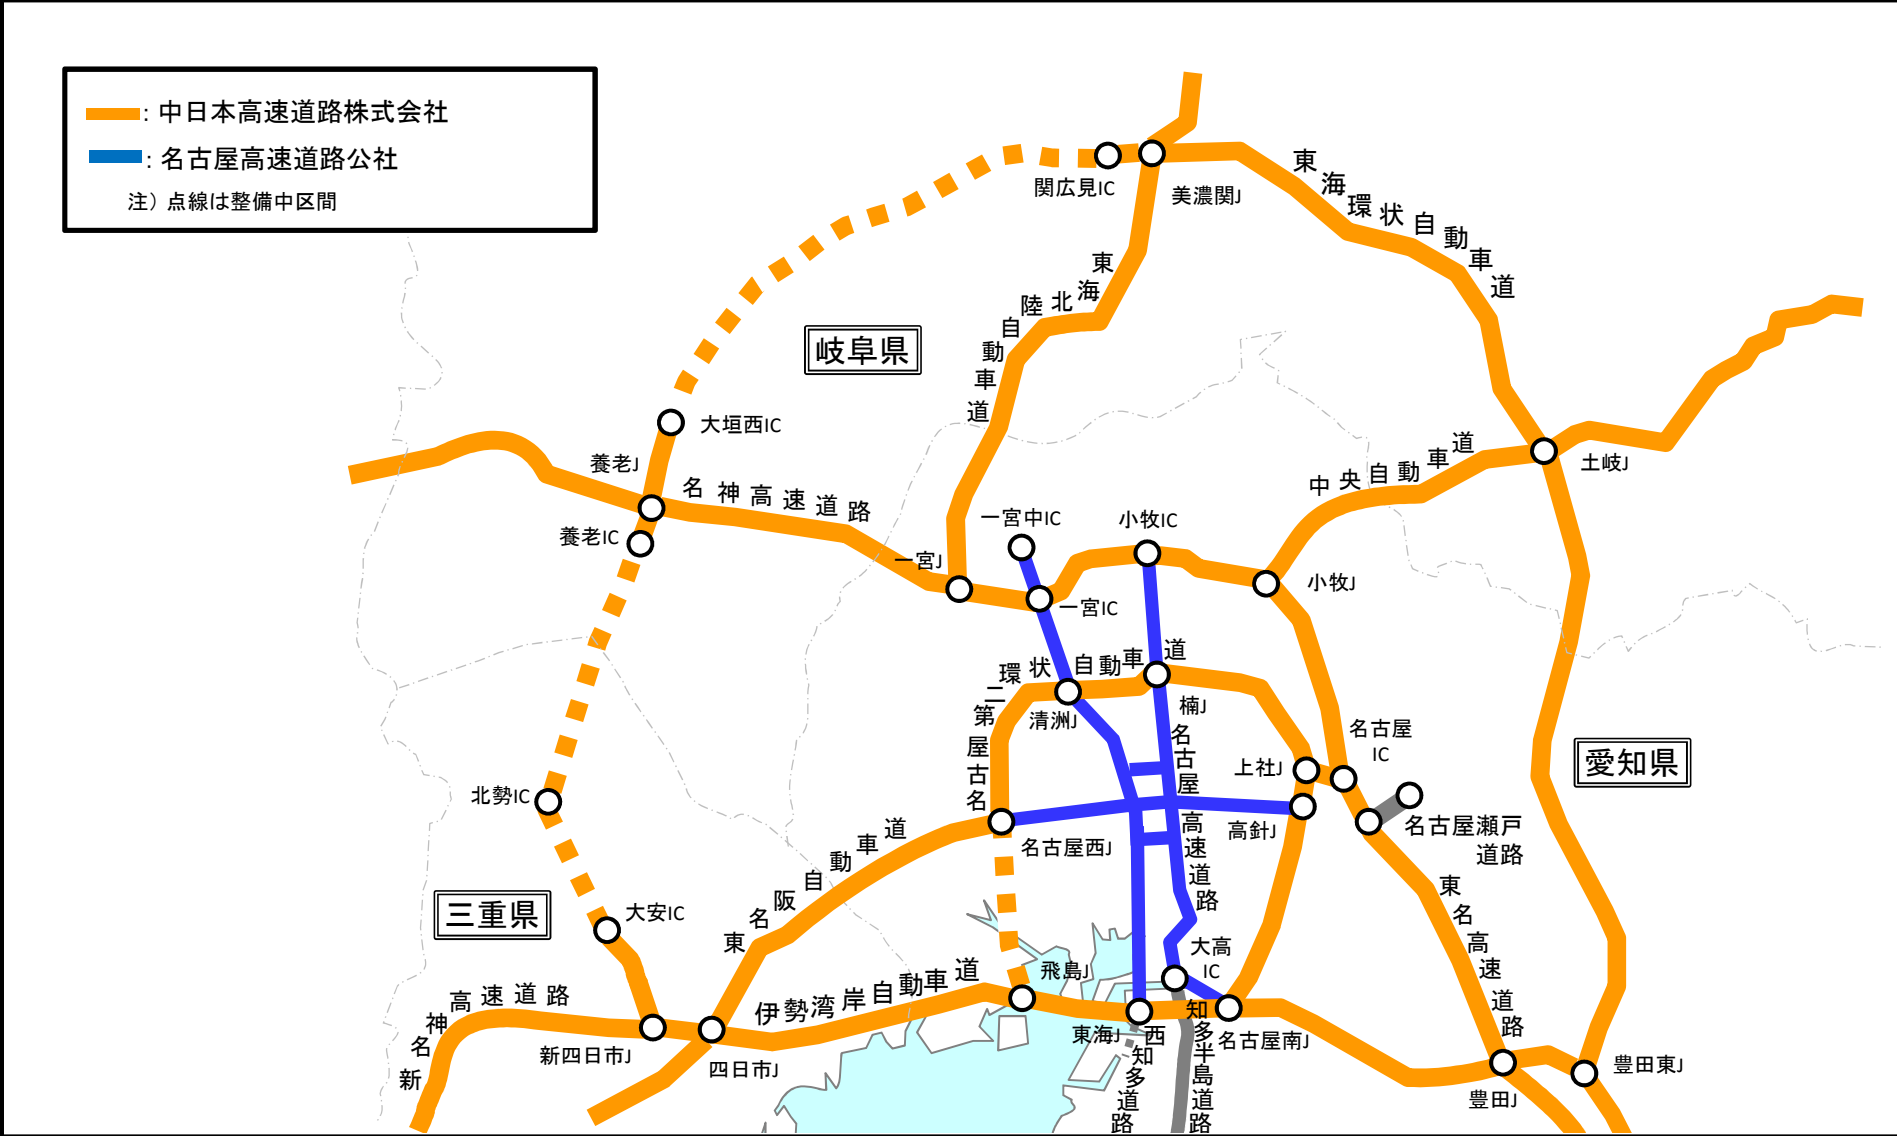 : 中日本高速道路株式会社
: 名古屋高速道路公社
注）点線は整備中区間
関広見IC
美濃関J
東海環状自動車道
東海北陸自動車道
岐阜県
大垣西IC
養老J
名神高速道路
養老IC
一宮J
一宮中IC
小牧IC
中央自動車道
土岐J
一宮IC
小牧J
名古屋第二環状自動車道
清洲J
楠J
名古屋高速道路
名古屋
IC
上社J
愛知県
北勢IC
高針J
名古屋瀬戸
道路
名古屋西J
東名阪自動車道
三重県
大安IC
東名高速道路
大高
IC
飛島J
伊勢湾岸自動車道
新名神高速道路
新四日市J
四日市J
東海J
西知多道路
知多半島道路
名古屋南J
豊田J
豊田東J